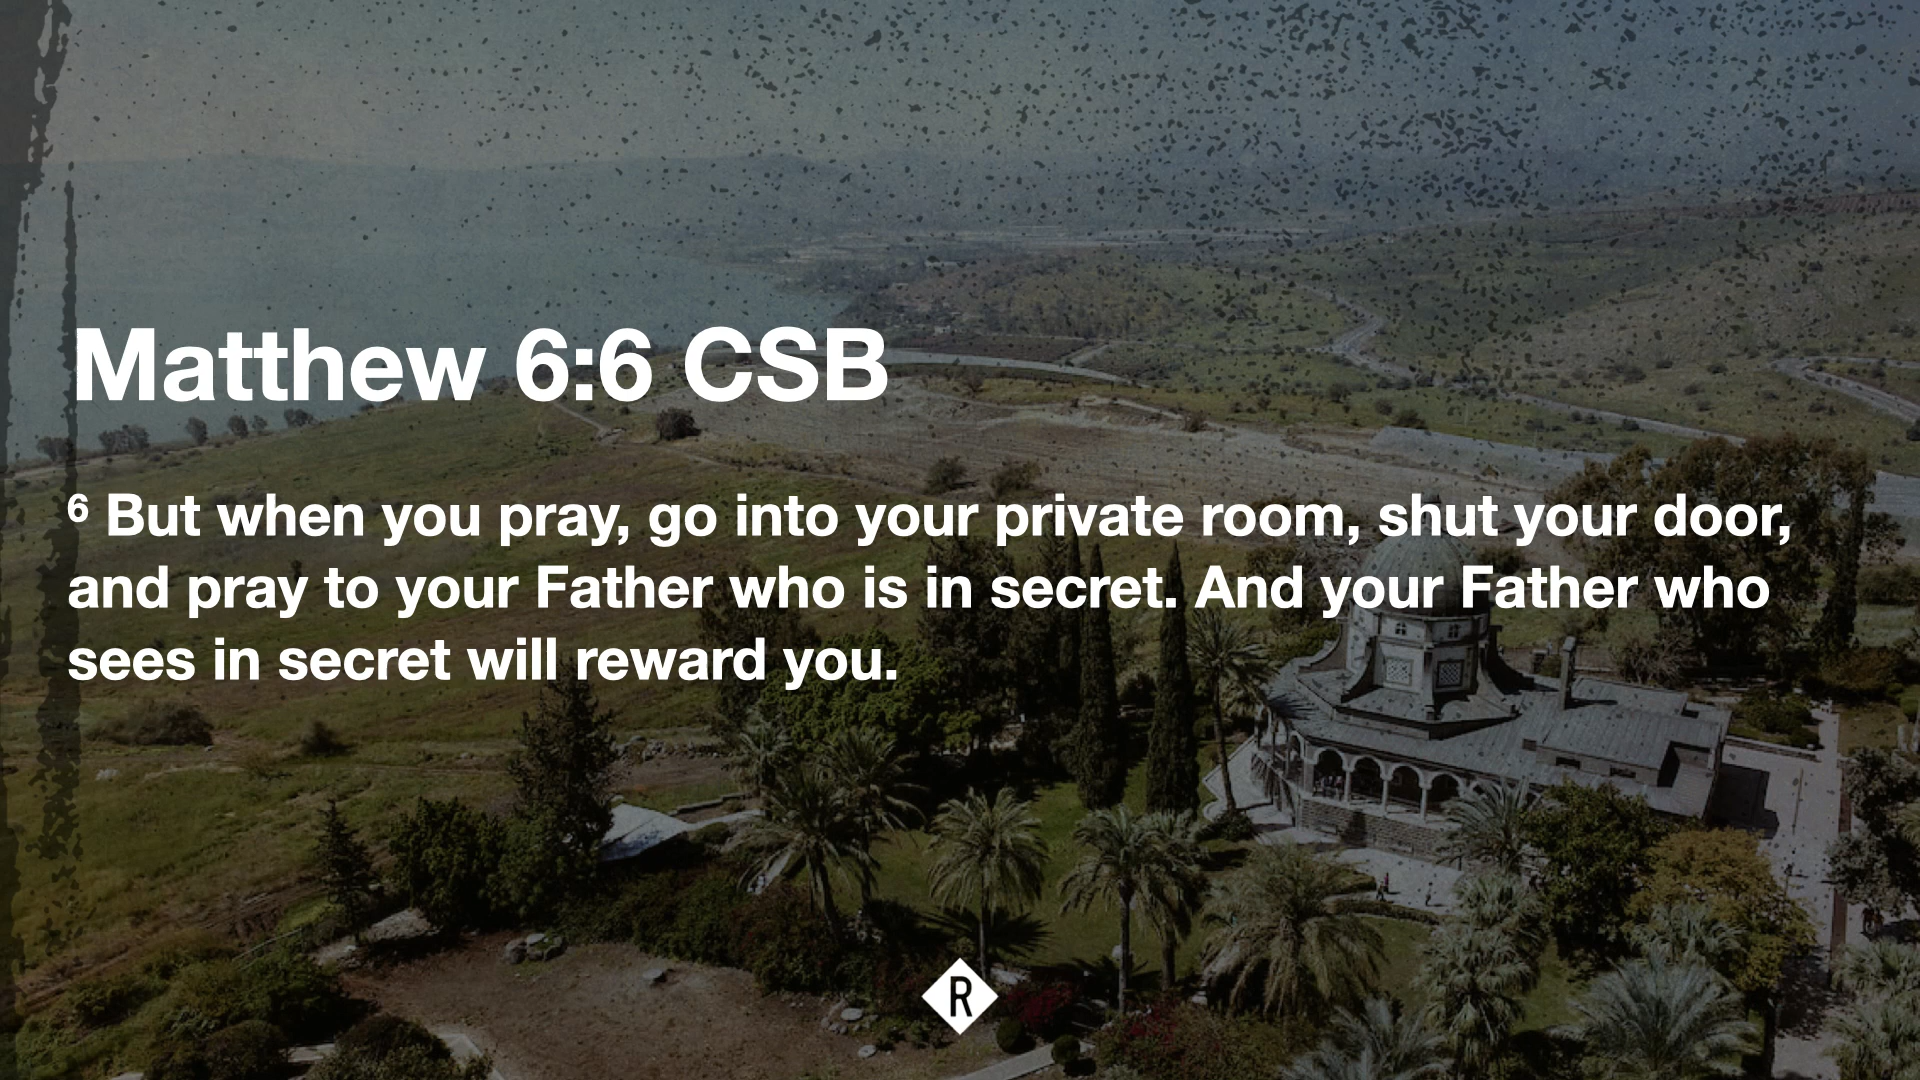 Matthew 6:6 CSB
⁶ But when you pray, go into your private room, shut your door,
and pray to your Father who is in secret. And your Father who
sees in secret will reward you.
R